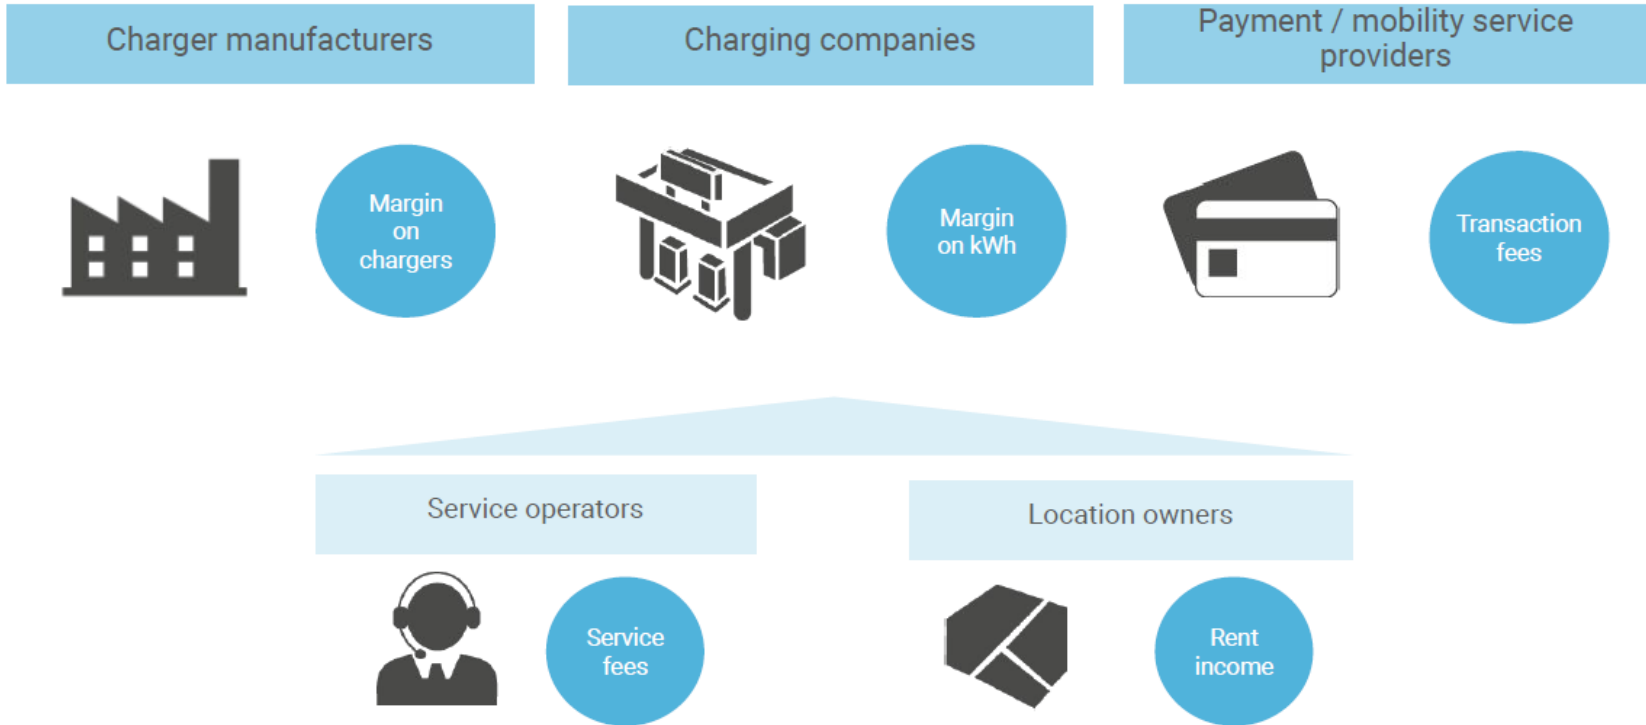 Charger manufacturers
Charging companies
Payment / mobility service
providers
Margin
on
chargers
Margin
on kWh
Transaction
fees
Service operators
Location owners
Service
fees
Rent
income